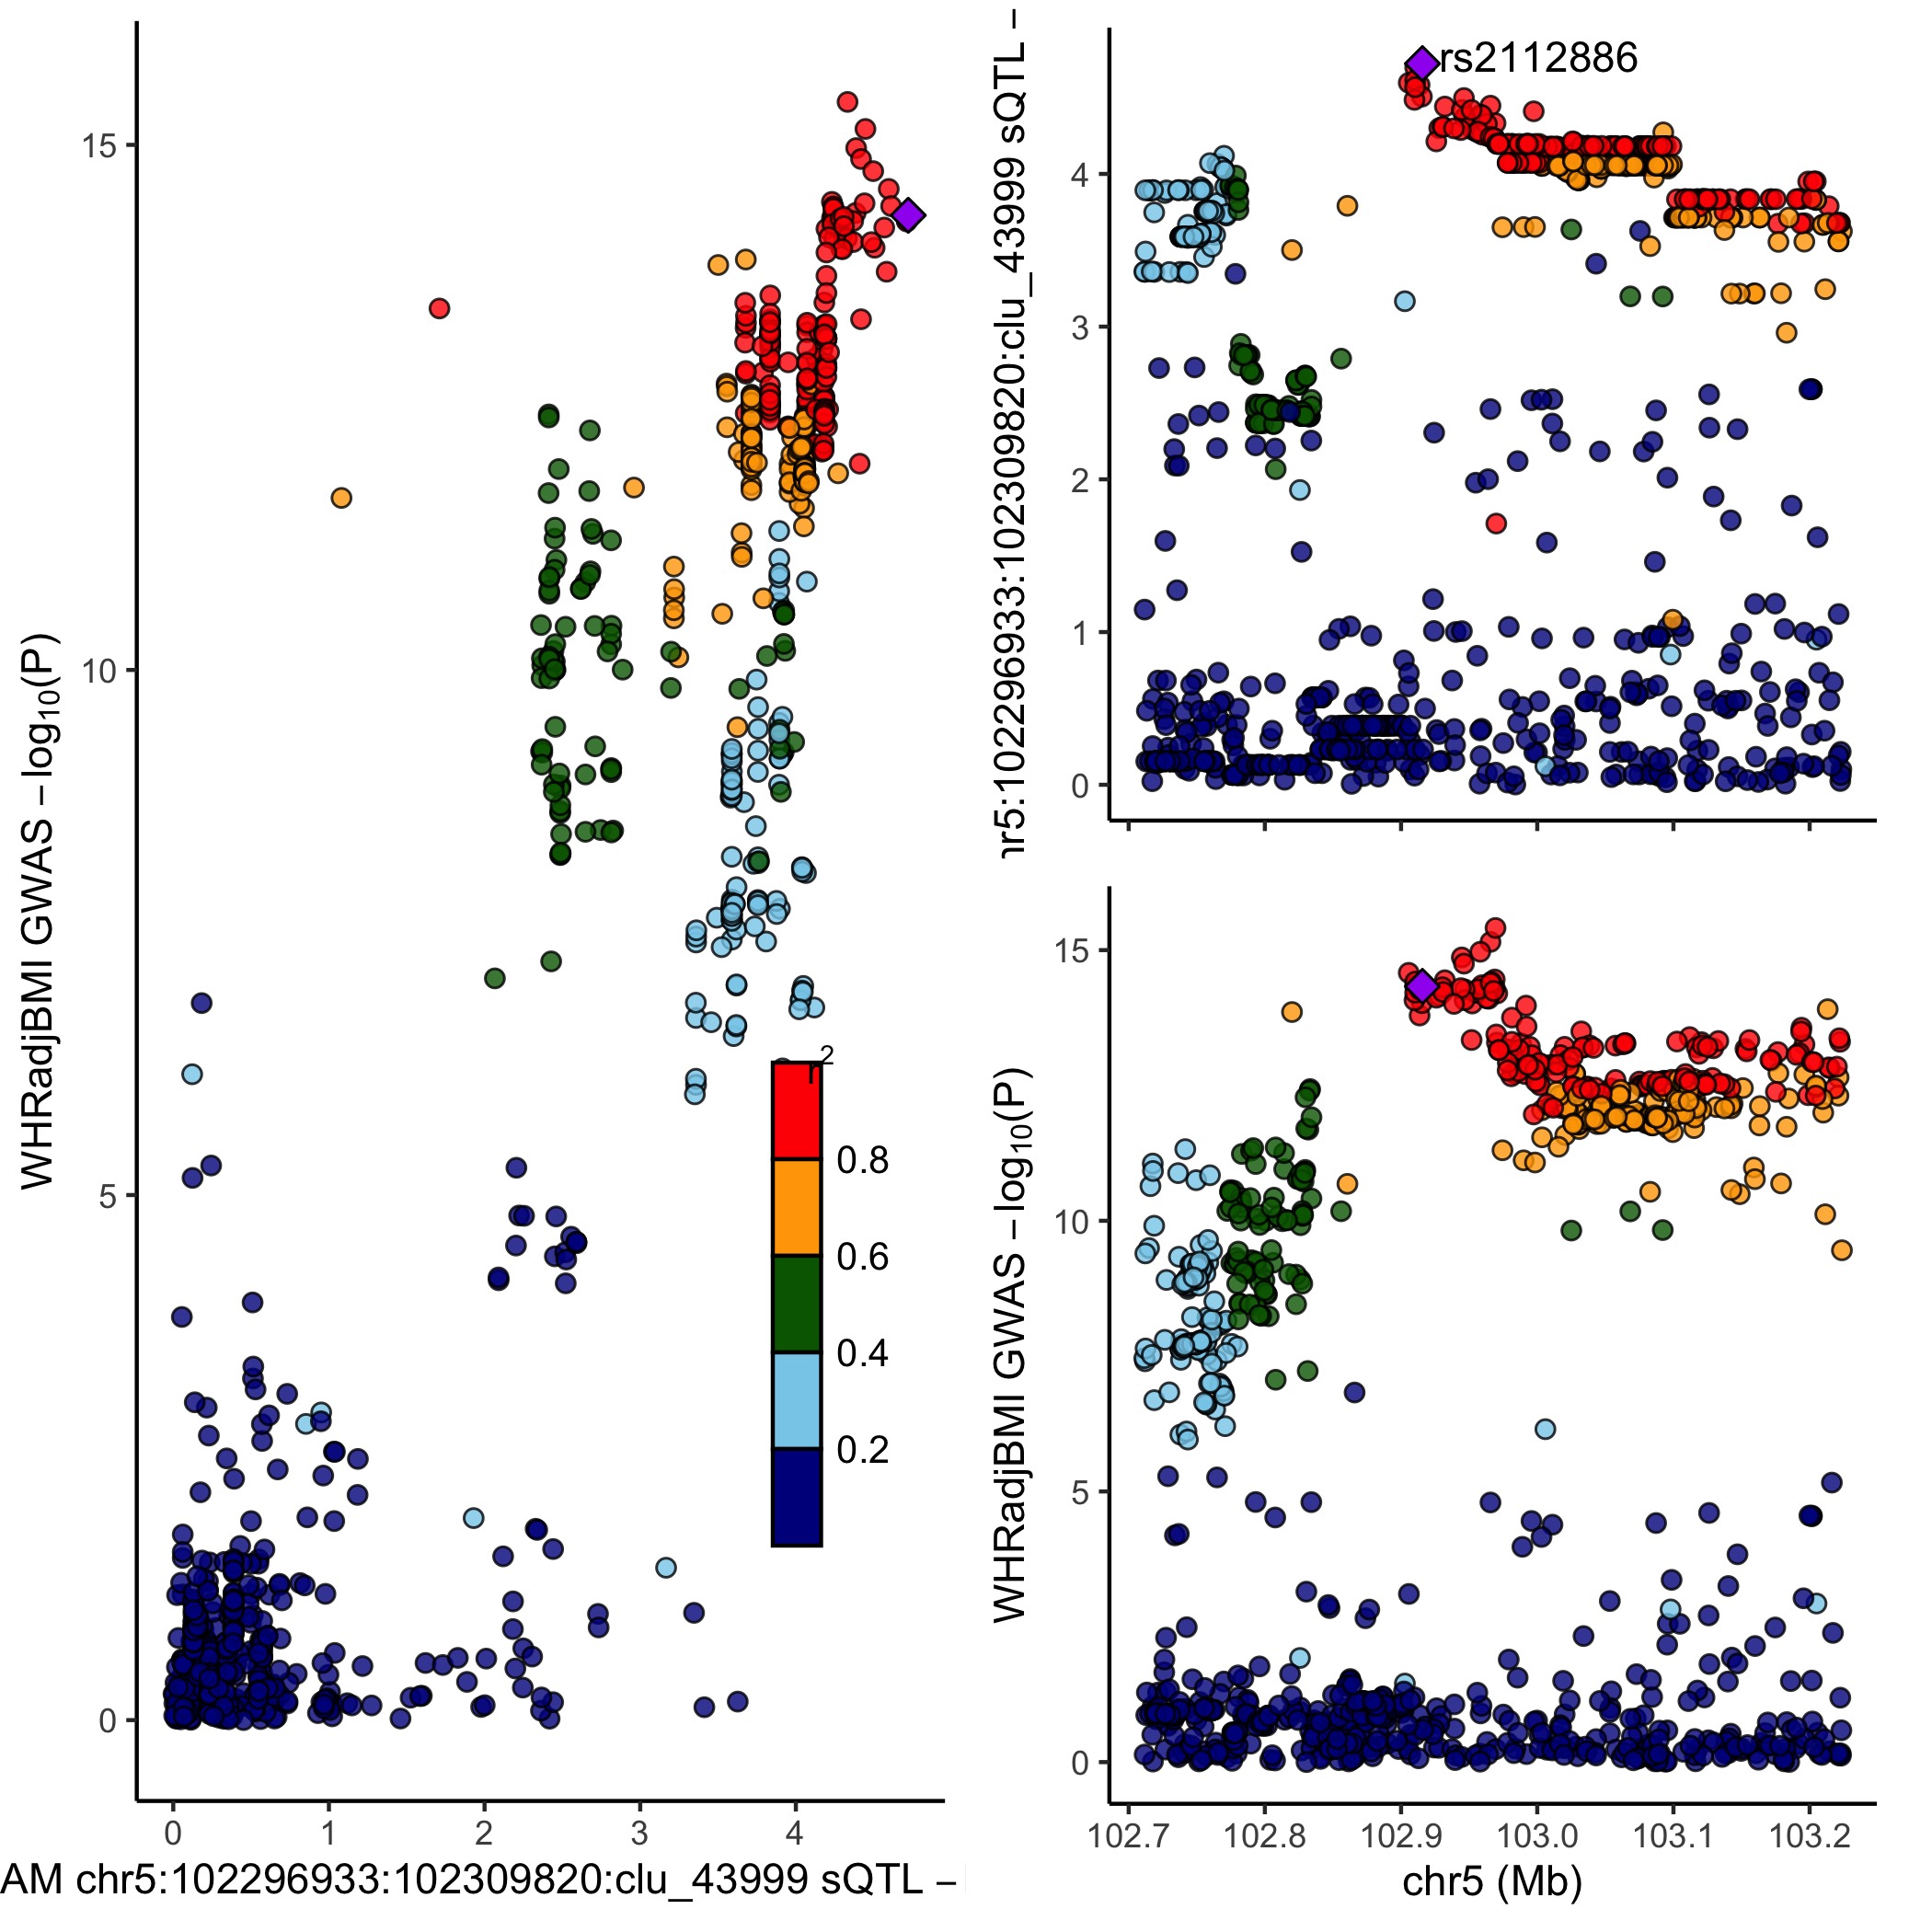 WHRadjBMI GWAS −log10(P)
15
10
5
0
0 1 2 3 4
AM chr5:102296933:102309820:clu_43999 sQTL −
r2
0.8
0.6
0.4
0.2
r5:102296933:102309820:clu_43999 sQTL −
rs2112886
4
3
2
1
0
WHRadjBMI GWAS −log10(P)
15
10
5
0
102.7 102.8 102.9 103.0 103.1 103.2
chr5 (Mb)